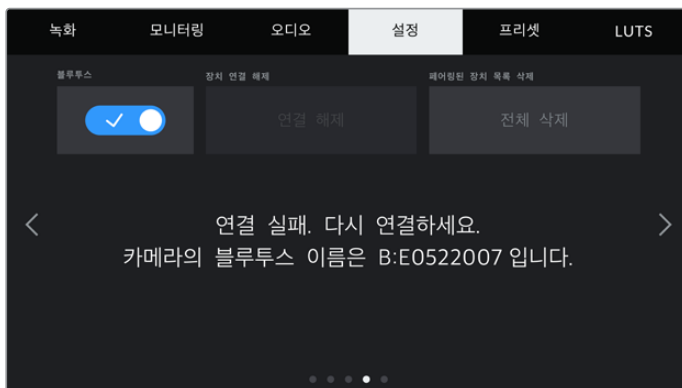 녹화 모니터링 오디오 설정 프리셋 LUTS
블루투스 장치 연결 해제 페어링된 장치 목록 삭제
연결 해제 전체 삭제
연결 실패. 다시 연결하세요.
카메라의 블루투스 이름은 B:E0522007 입니다.